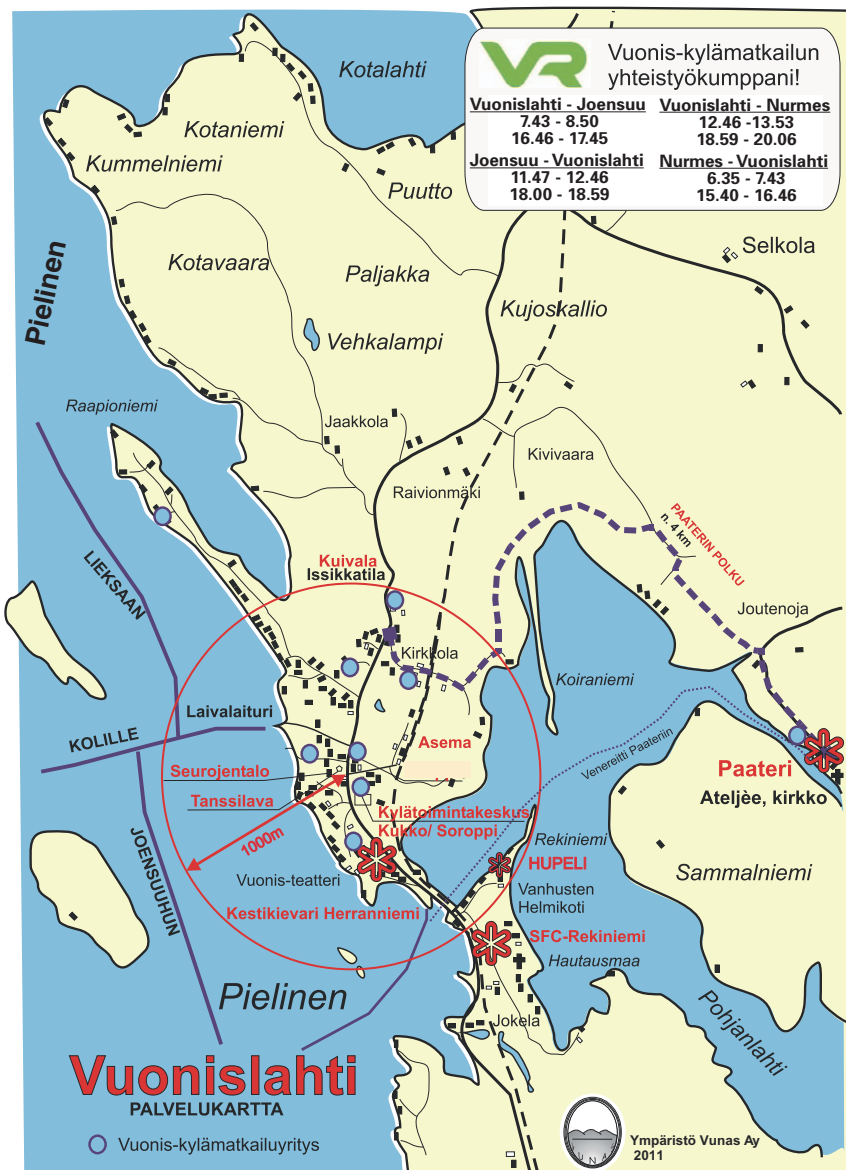 VR
Vuonis-kylämatkailun
yhteistyökumppani!
Vuonislahti - Joensuu
7.43 - 8.50
16.46 - 17.45
Vuonislahti - Nurmes
12.46 -13.53
18.59 - 20.06
Joensuu - Vuonislahti
11.47 - 12.46
18.00 - 18.59
Nurmes - Vuonislahti
6.35 - 7.43
15.40 - 16.46
Kotalahti
Kotaniemi
Kummelniemi
Puutto
Selkola
Kotavaara
Paljakka
Pielinen
Kujoskallio
Vehkalampi
Raapioniemi
Jaakkola
Kivivaara
Raivionmäki
PAATERIN POLKU
n. 4 km
LIEKSAAN
Kuivala
Issikkatila
Joutenoja
Kirkkola
Koiraniemi
Laivalaituri
KOLILLE
Asema
Venereitti Paateriin
Seurojentalo
Paateri
Ateljèe, kirkko
Tanssilava
Kylätoimintakeskus
Kukko/ Soroppi
1000m
JOENSUUHUN
Rekiniemi
HUPELI
Sammalniemi
Vuonis-teatteri
Vanhusten
Helmikoti
Kestikievari Herranniemi
SFC-Rekiniemi
Hautausmaa
Pielinen
Pohjanlahti
Jokela
Vuonislahti
PALVELUKARTTA
Vuonis-kylämatkailuyritys
Ympäristö Vunas Ay
2011